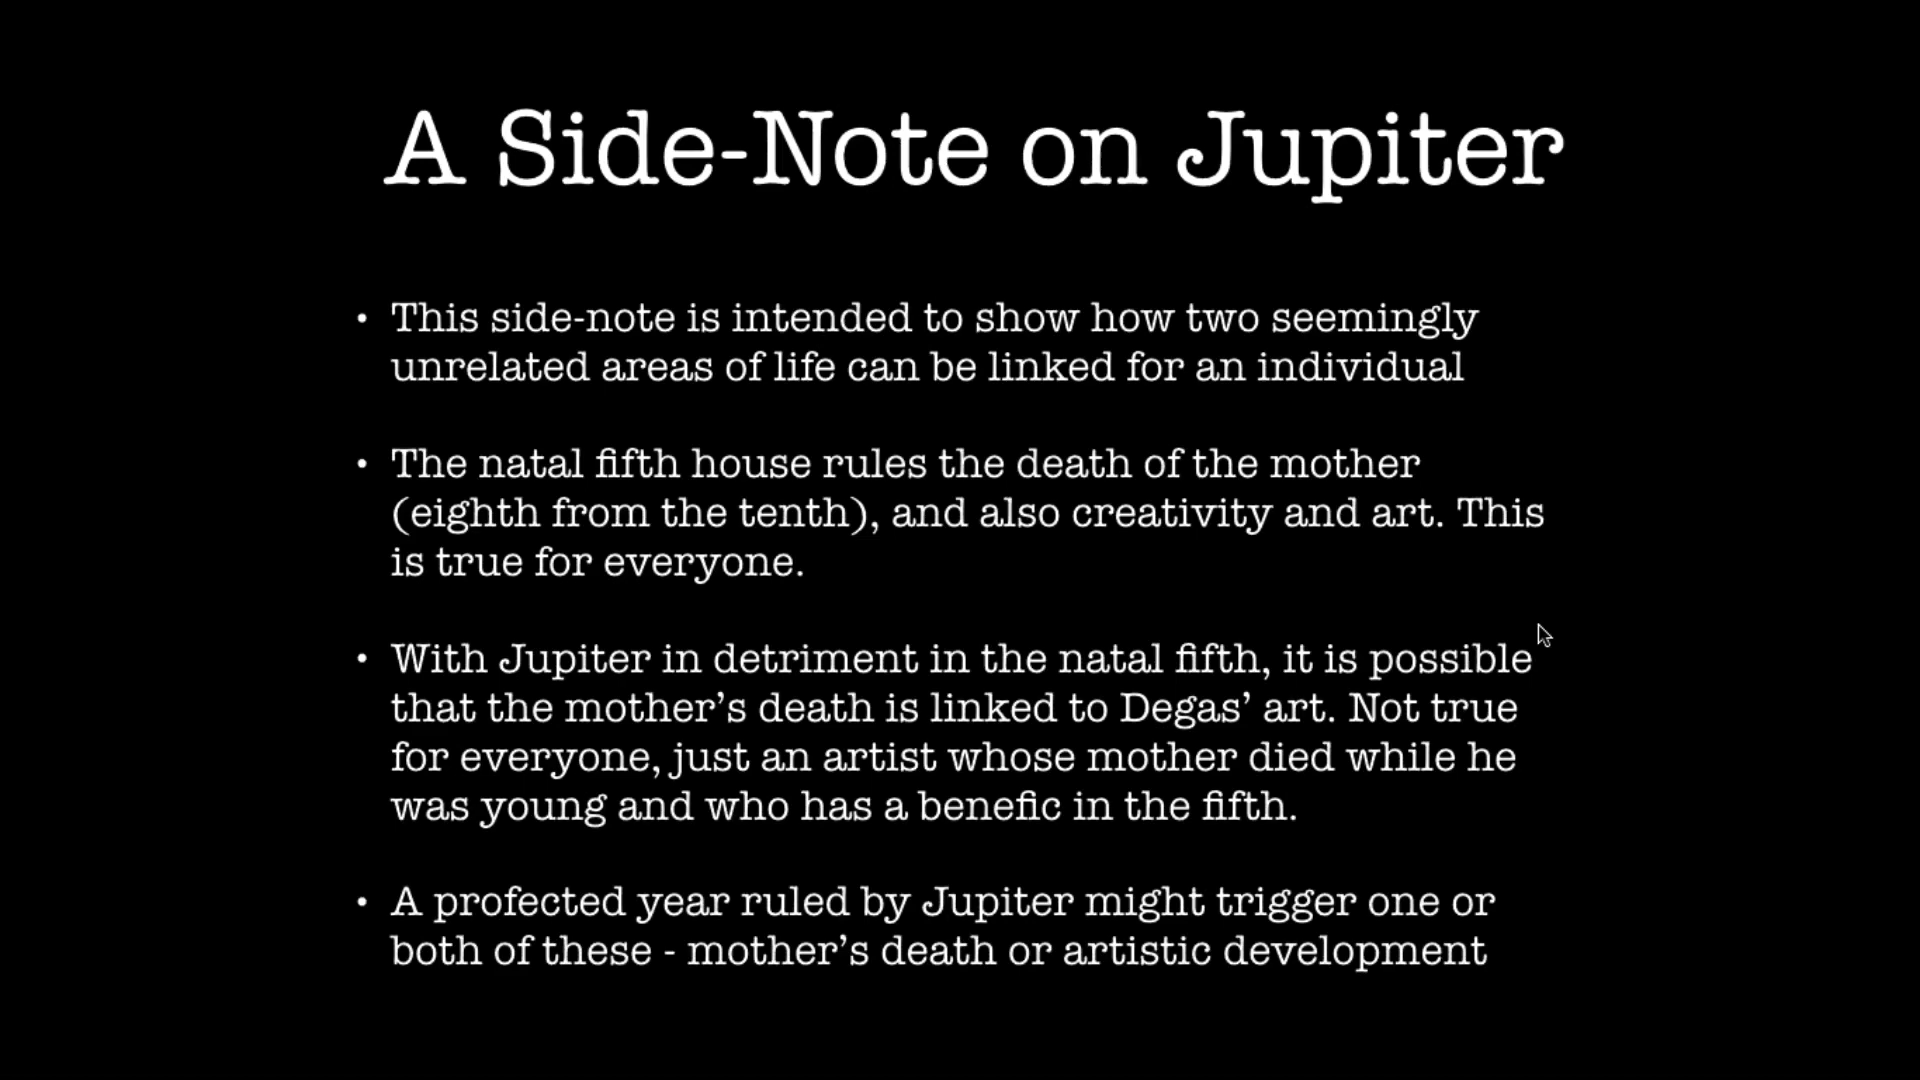 A Side-Note on Jupiter
• This side-note is intended to show how two seemingly
unrelated areas of life can be linked for an individual
• The natal fifth house rules the death of the mother
(eighth from the tenth), and also creativity and art. This
is true for everyone.
• With Jupiter in detriment in the natal fifth, it is possible
that the mother’s death is linked to Degas’ art. Not true
for everyone, just an artist whose mother died while he
was young and who has a benefic in the fifth.
• A profected year ruled by Jupiter might trigger one or
both of these - mother’s death or artistic development